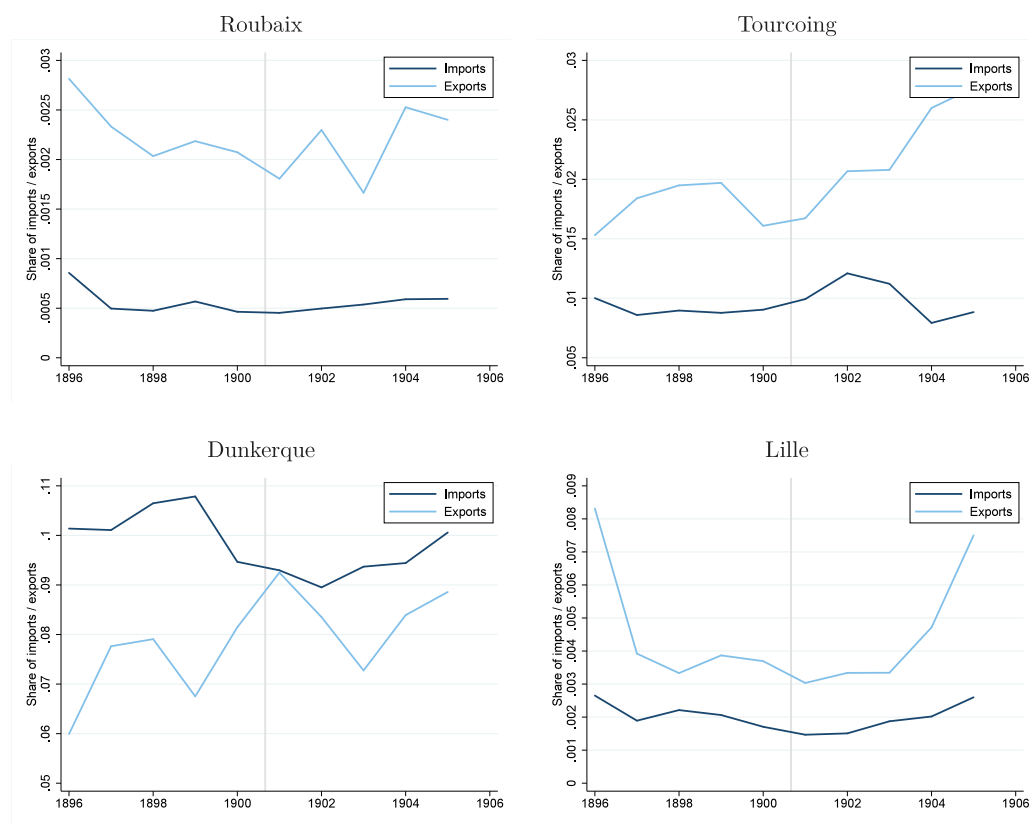 Roubaix
Share of imports / exports
.003
.0025
.002
.0015
.001
.0005
0
Imports
Exports
1896 1898 1900 1902 1904 1906
Tourcoing
Share of imports / exports
.03
.025
.02
.015
.01
.005
Imports
Exports
1896 1898 1900 1902 1904 1906
Dunkerque
Share of imports / exports
.11
.1
.09
.08
.07
.06
.05
Imports
Exports
1896 1898 1900 1902 1904 1906
Lille
Share of imports / exports
.009
.008
.007
.006
.005
.004
.003
.002
.001
0
Imports
Exports
1896 1898 1900 1902 1904 1906